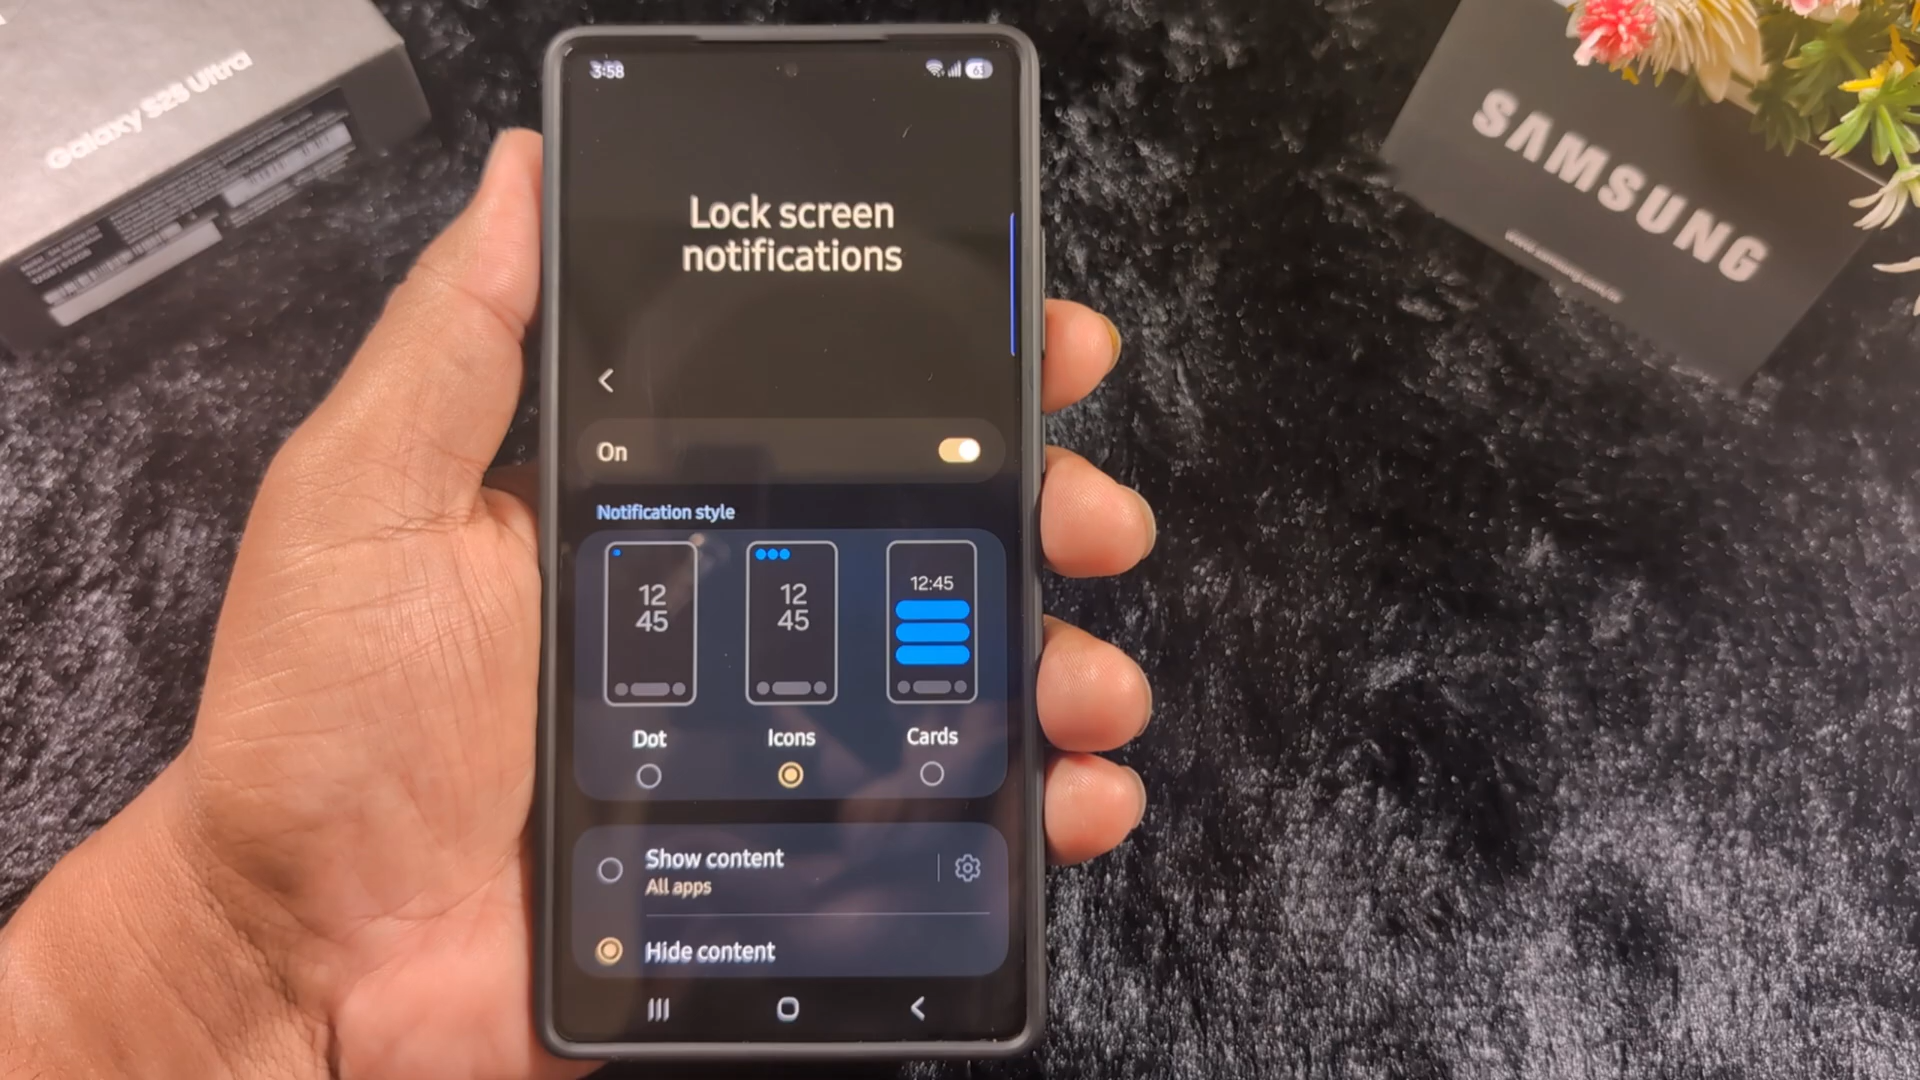 Galaxy S25 Ultra
SAMSUNG
3:58
63
Lock screen
notifications
On
Notification style
12
45
12
45
12:45
Dot
Icons
Cards
Show content
All apps
Hide content